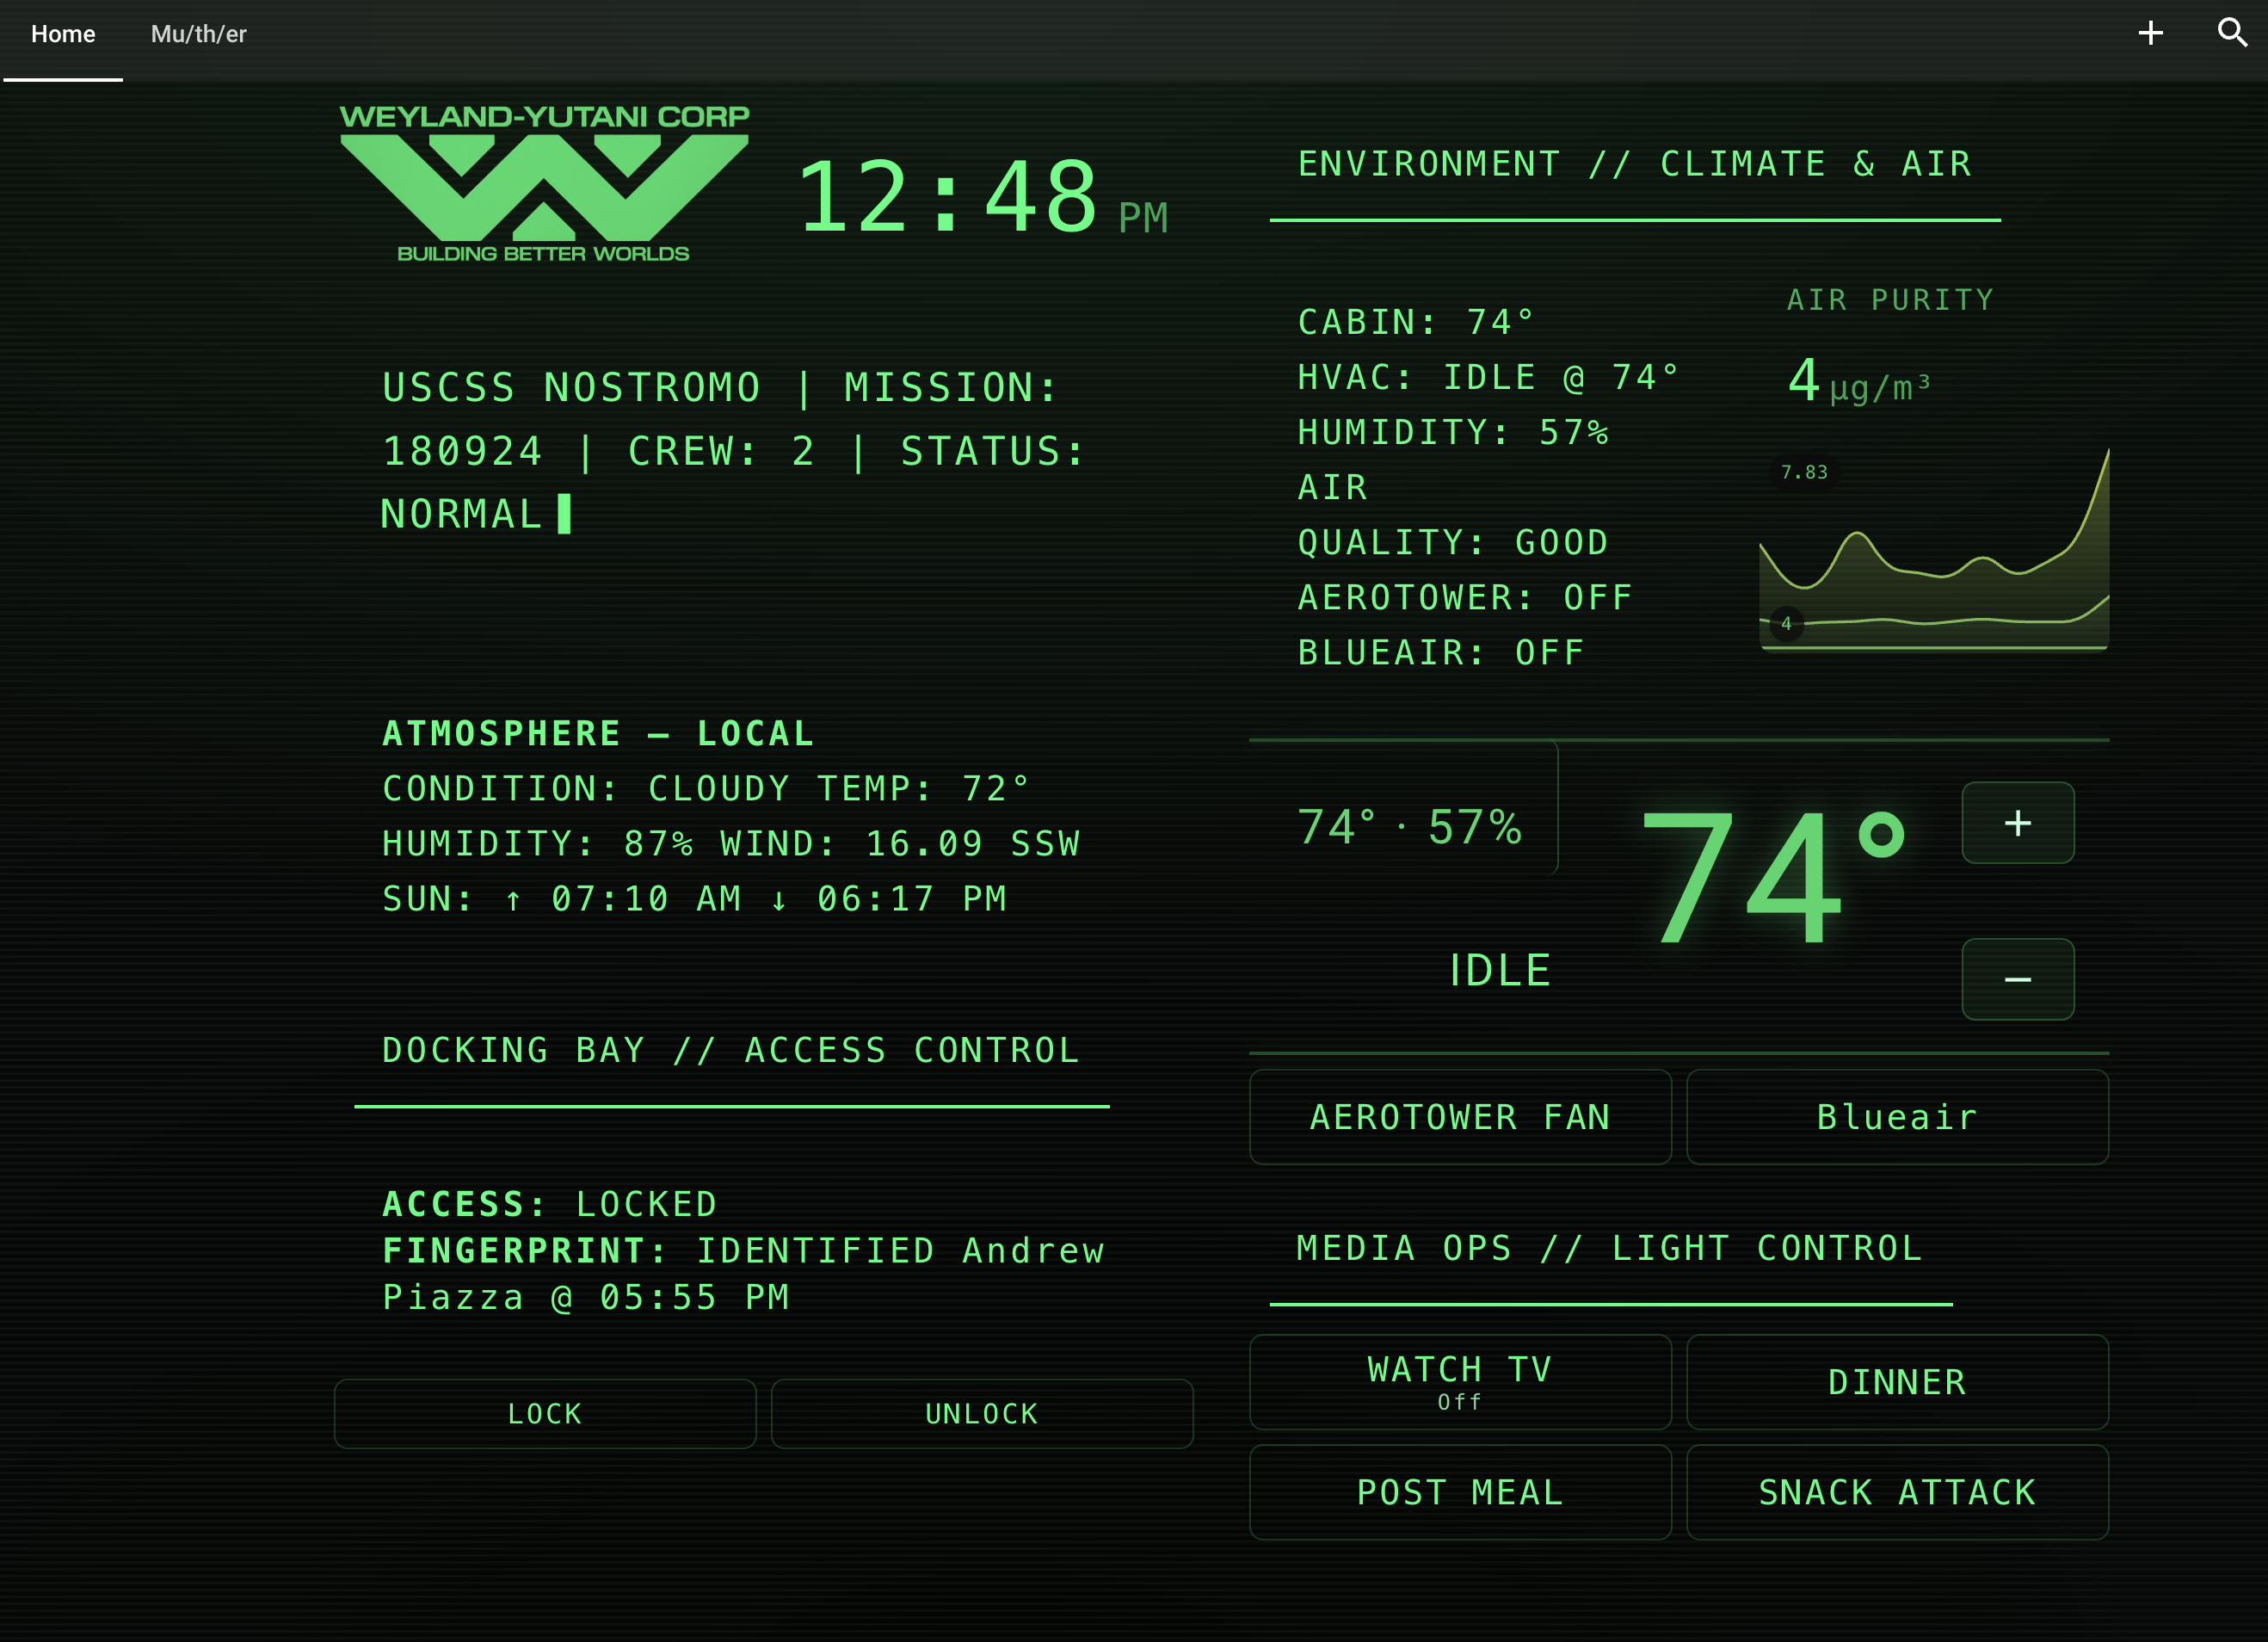 Home
Mu/th/er
WEYLAND-YUTANI CORP
BUILDING BETTER WORLDS
12:48 PM
USCSS NOSTROMO | MISSION:
180924 | CREW: 2 | STATUS:
NORMAL
ATMOSPHERE — LOCAL
CONDITION: CLOUDY TEMP: 72°
HUMIDITY: 87% WIND: 16.09 SSW
SUN: ↑ 07:10 AM ↓ 06:17 PM
DOCKING BAY // ACCESS CONTROL
ACCESS: LOCKED
FINGERPRINT: IDENTIFIED Andrew
Piazza @ 05:55 PM
LOCK
UNLOCK
ENVIRONMENT // CLIMATE & AIR
CABIN: 74°
HVAC: IDLE @ 74°
HUMIDITY: 57%
AIR
QUALITY: GOOD
AEROTOWER: OFF
BLUEAIR: OFF
AIR PURITY
4 µg/m³
7.83
4
74° · 57%
74°
+
IDLE
−
AEROTOWER FAN
Blueair
MEDIA OPS // LIGHT CONTROL
WATCH TV
Off
DINNER
POST MEAL
SNACK ATTACK